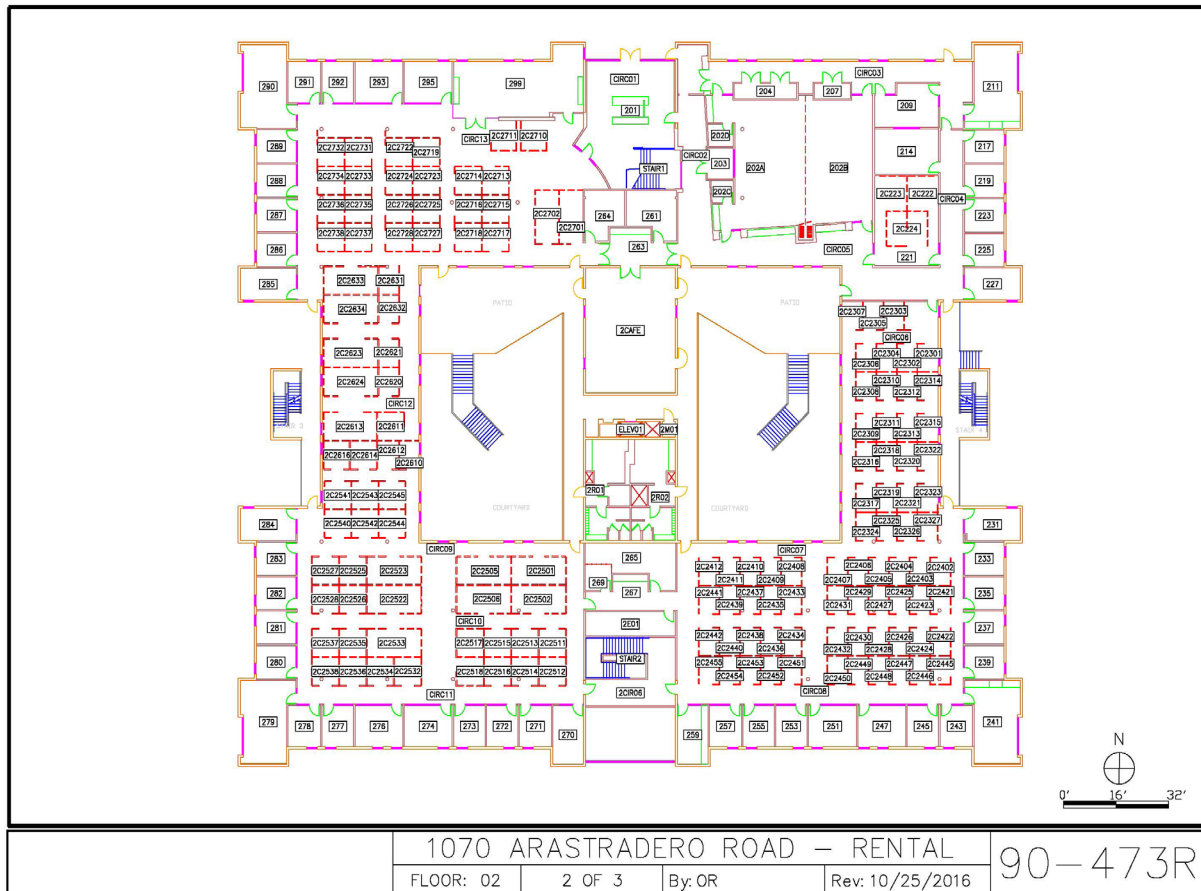 290 291 292 293 295 299 CIRC01 CIRC03 211
204 207 209
201
2C2711 2C2710
CIRC13 202D 214
289 2C2732 2C2731 2C2722 2C2719 CIRC02 217
STAIR1 203 202A 202B
288 2C2734 2C2733 2C2724 2C2723 2C2714 2C2713 219
2C223 2C222 CIRC04
202C
287 2C2736 2C2735 2C2726 2C2725 2C2716 2C2715 2C2702 264 261 223
2C2701 2C224
286 2C2738 2C2737 2C2728 2C2727 2C2718 2C2717 263 CIRC05 225
221
285 2C2633 2C2631 227
2C2634 2C2632 PATIO PATIO 2C2307 2C2303
2C2305
2CAFE CIRC06
2C2623 2C2621 2C2304 2C2301
2C2306 2C2302
2C2624 2C2620 2C2310 2C2314
2C2308 2C2312
CIRC12
2C2613 2C2611 2C2311 2C2315
ELEV01 2M01 2C2309 2C2313
2C2616 2C2614 2C2612 2C2318 2C2322
2C2610 2C2316 2C2320
2R01 2R02
2C2541 2C2543 2C2545 2C2319 2C2323
COURTYARD COURTYARD 2C2317 2C2321
284 2C2540 2C2542 2C2544 2C2325 2C2327 231
2C2324 2C2326
CIRC09 CIRC07
283 265 233
2C2527 2C2525 2C2523 2C2505 2C2501 2C2412 2C2410 2C2408 2C2406 2C2404 2C2402
269 2C2411 2C2409 2C2407 2C2405 2C2403
282 2C2528 2C2526 2C2522 2C2506 2C2502 267 2C2441 2C2437 2C2433 2C2429 2C2425 2C2421 235
2C2439 2C2435 2C2431 2C2427 2C2423
CIRC10 2E01
281 237
2C2537 2C2535 2C2533 2C2517 2C2515 2C2513 2C2511 2C2442 2C2438 2C2434 2C2430 2C2426 2C2422
2C2440 2C2436 2C2432 2C2428 2C2424
280 STAIR2 2C2455 2C2453 2C2451 2C2449 2C2447 2C2445 239
2C2538 2C2536 2C2534 2C2532 2C2518 2C2516 2C2514 2C2512 2C2454 2C2452 2C2450 2C2448 2C2446
CIRC11 2CIR06 CIRC08
279 278 277 276 274 273 272 271 270 259 257 255 253 251 247 245 243 241
N
0' 16' 32'
1070 ARASTRADERO ROAD - RENTAL
90-473R
FLOOR: 02 2 OF 3 By: OR Rev: 10/25/2016